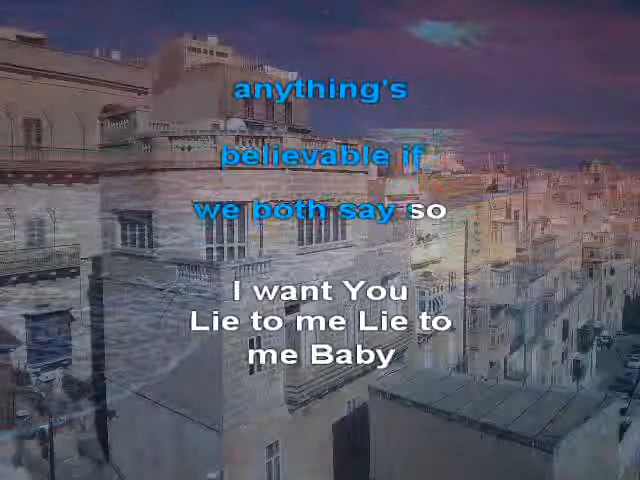 anything's
believable if
we both say so
I want You
Lie to me Lie to
me Baby